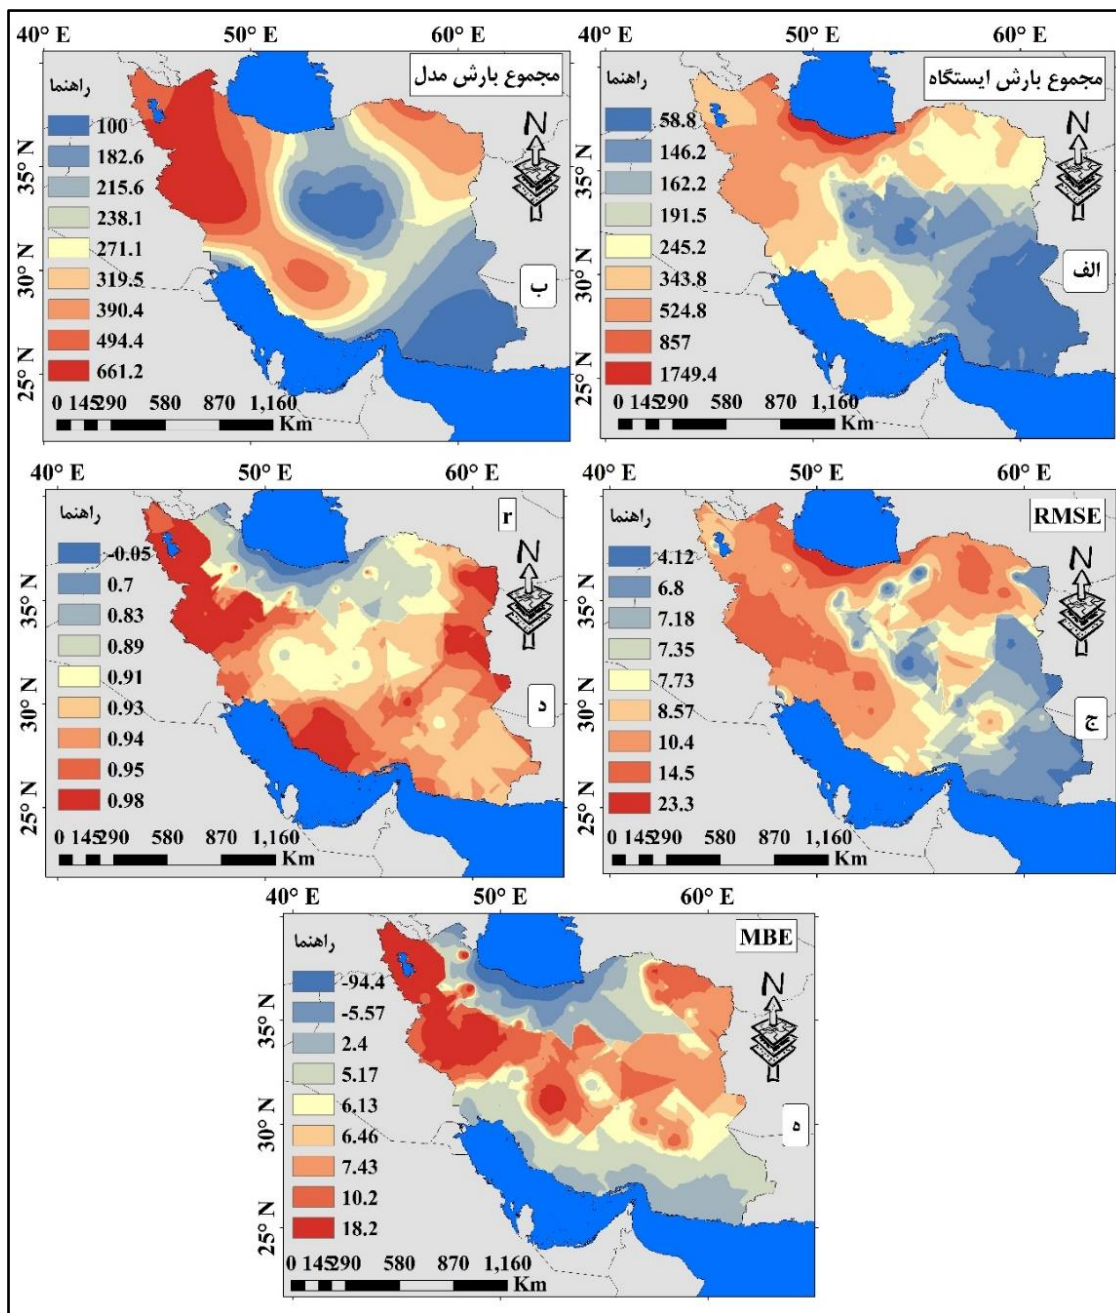 40° E 50° E 60° E
مجموع بارش مدل
راهنما
100
182.6
215.6
238.1
271.1
319.5
390.4
494.4
661.2
35° N
30° N
25° N
N
ب
0 145290 580 870 1,160
Km
40° E 50° E 60° E
مجموع بارش ایستگاه
راهنما
58.8
146.2
162.2
191.5
245.2
343.8
524.8
857
1749.4
35° N
30° N
25° N
N
الف
0 145290 580 870 1,160
Km
40° E 50° E 60° E
r
راهنما
-0.05
0.7
0.83
0.89
0.91
0.93
0.94
0.95
0.98
35° N
30° N
25° N
N
د
0 145290 580 870 1,160
Km
40° E 50° E 60° E
RMSE
راهنما
4.12
6.8
7.18
7.35
7.73
8.57
10.4
14.5
23.3
35° N
30° N
25° N
N
ج
0 145290 580 870 1,160
Km
40° E 50° E 60° E
MBE
راهنما
-94.4
-5.57
2.4
5.17
6.13
6.46
7.43
10.2
18.2
35° N
30° N
25° N
N
ه
0 145290 580 870 1,160
Km